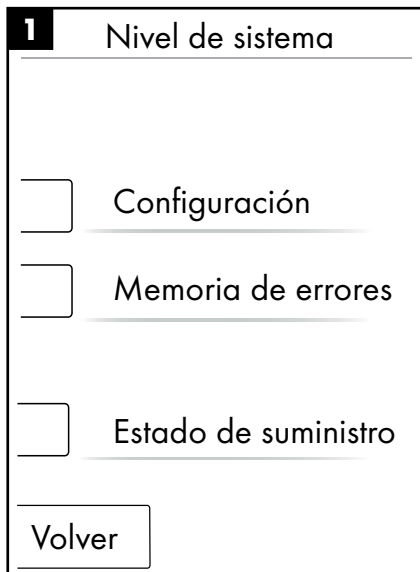 1
Nivel de sistema
Configuración
Memoria de errores
Estado de suministro
Volver